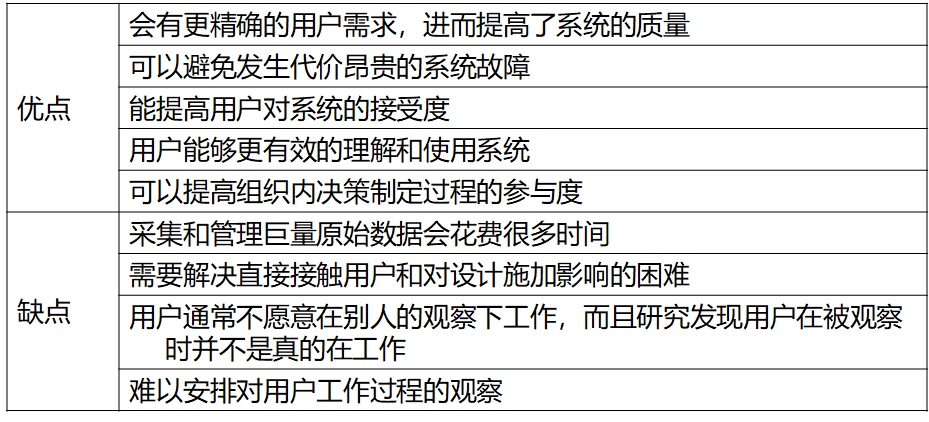 优点
会有更精确的用户需求，进而提高了系统的质量
可以避免发生代价昂贵的系统故障
能提高用户对系统的接受度
用户能够更有效的理解和使用系统
可以提高组织内决策制定过程的参与度
缺点
采集和管理巨量原始数据会花费很多时间
需要解决直接接触用户和对设计施加影响的困难
用户通常不愿意在别人的观察下工作，而且研究发现用户在被观察
时并不是真的在工作
难以安排对用户工作过程的观察